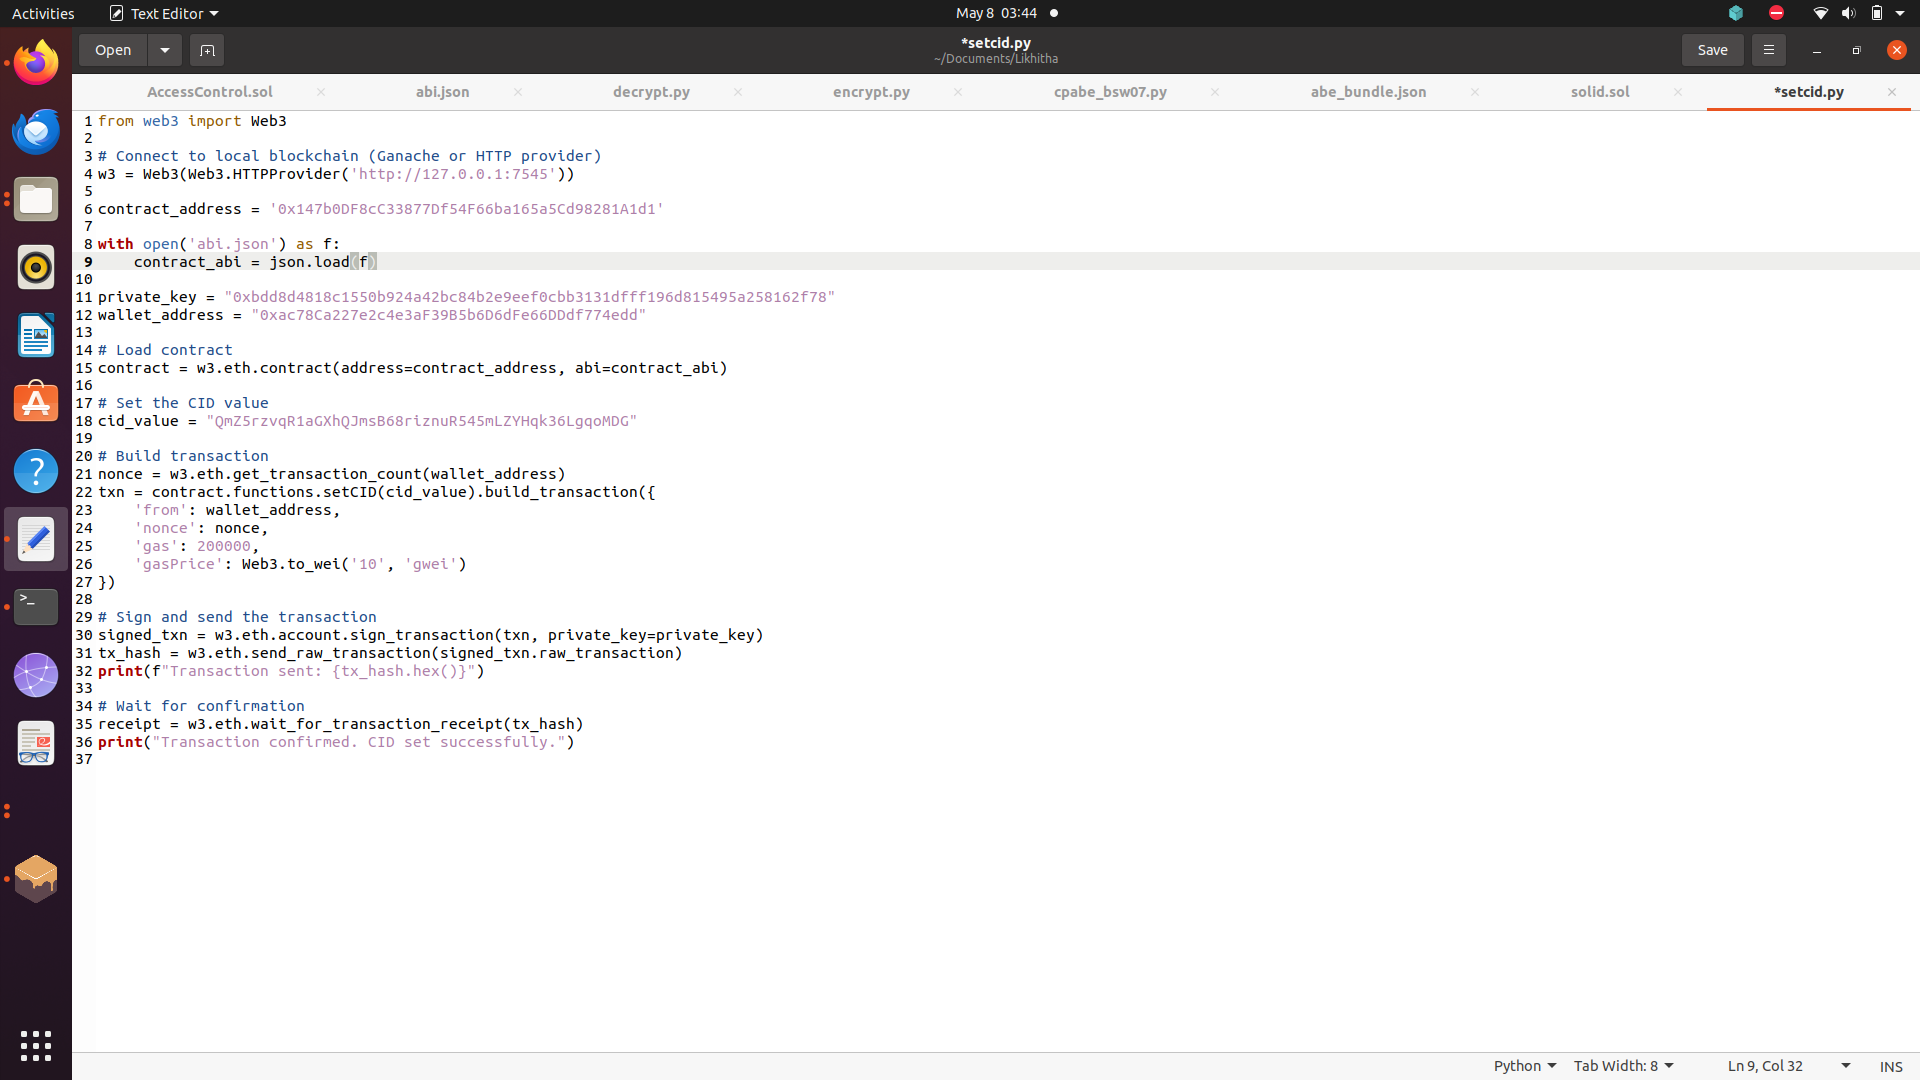 Activities Text Editor May 8 03:44
Open *setcid.py Save
~/Documents/Likhitha
AccessControl.sol abi.json decrypt.py encrypt.py cpabe_bsw07.py abe_bundle.json solid.sol *setcid.py
1 from web3 import Web3
2
3 # Connect to local blockchain (Ganache or HTTP provider)
4 w3 = Web3(Web3.HTTPProvider('http://127.0.0.1:7545'))
5
6 contract_address = '0x147b0DF8cC33877Df54F66ba165a5Cd98281A1d1'
7
8 with open('abi.json') as f:
9     contract_abi = json.load(f)
10
11 private_key = "0xbdd8d4818c1550b924a42bc84b2e9eef0cbb3131dfff196d815495a258162f78"
12 wallet_address = "0xac78Ca227e2c4e3aF39B5b6D6dFe66DDdf774edd"
13
14 # Load contract
15 contract = w3.eth.contract(address=contract_address, abi=contract_abi)
16
17 # Set the CID value
18 cid_value = "QmZ5rzvqR1aGXhQJmsB68riznuR545mLZYHqk36LgqoMDG"
19
20 # Build transaction
21 nonce = w3.eth.get_transaction_count(wallet_address)
22 txn = contract.functions.setCID(cid_value).build_transaction({
23     'from': wallet_address,
24     'nonce': nonce,
25     'gas': 200000,
26     'gasPrice': Web3.to_wei('10', 'gwei')
27 })
28
29 # Sign and send the transaction
30 signed_txn = w3.eth.account.sign_transaction(txn, private_key=private_key)
31 tx_hash = w3.eth.send_raw_transaction(signed_txn.raw_transaction)
32 print(f"Transaction sent: {tx_hash.hex()}")
33
34 # Wait for confirmation
35 receipt = w3.eth.wait_for_transaction_receipt(tx_hash)
36 print("Transaction confirmed. CID set successfully.")
37
Python Tab Width: 8 Ln 9, Col 32 INS